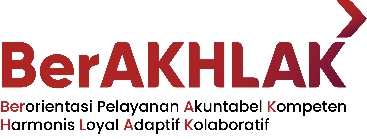 BerAKHLAK
Berorientasi Pelayanan Akuntabel Kompeten
Harmonis Loyal Adaptif Kolaboratif